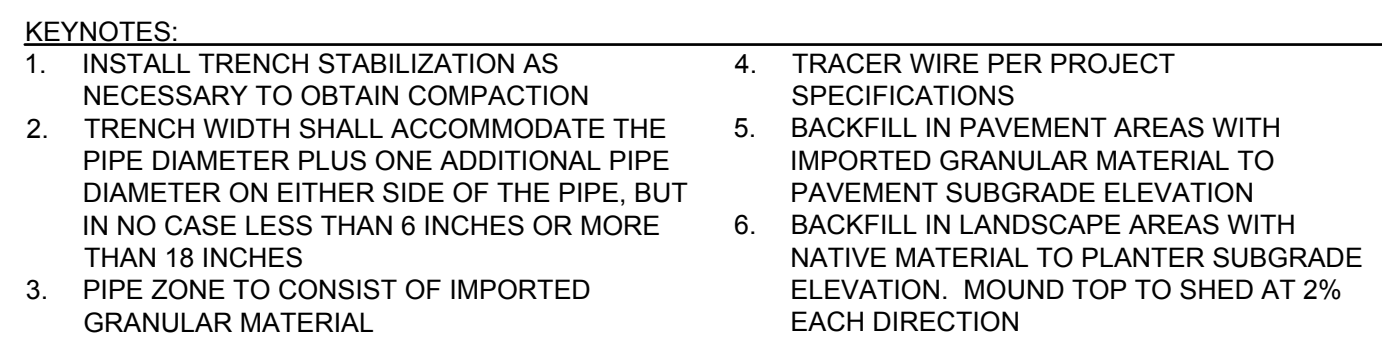 KEYNOTES:
1. INSTALL TRENCH STABILIZATION AS
NECESSARY TO OBTAIN COMPACTION
2. TRENCH WIDTH SHALL ACCOMMODATE THE
PIPE DIAMETER PLUS ONE ADDITIONAL PIPE
DIAMETER ON EITHER SIDE OF THE PIPE, BUT
IN NO CASE LESS THAN 6 INCHES OR MORE
THAN 18 INCHES
3. PIPE ZONE TO CONSIST OF IMPORTED
GRANULAR MATERIAL
4. TRACER WIRE PER PROJECT
SPECIFICATIONS
5. BACKFILL IN PAVEMENT AREAS WITH
IMPORTED GRANULAR MATERIAL TO
PAVEMENT SUBGRADE ELEVATION
6. BACKFILL IN LANDSCAPE AREAS WITH
NATIVE MATERIAL TO PLANTER SUBGRADE
ELEVATION. MOUND TOP TO SHED AT 2%
EACH DIRECTION